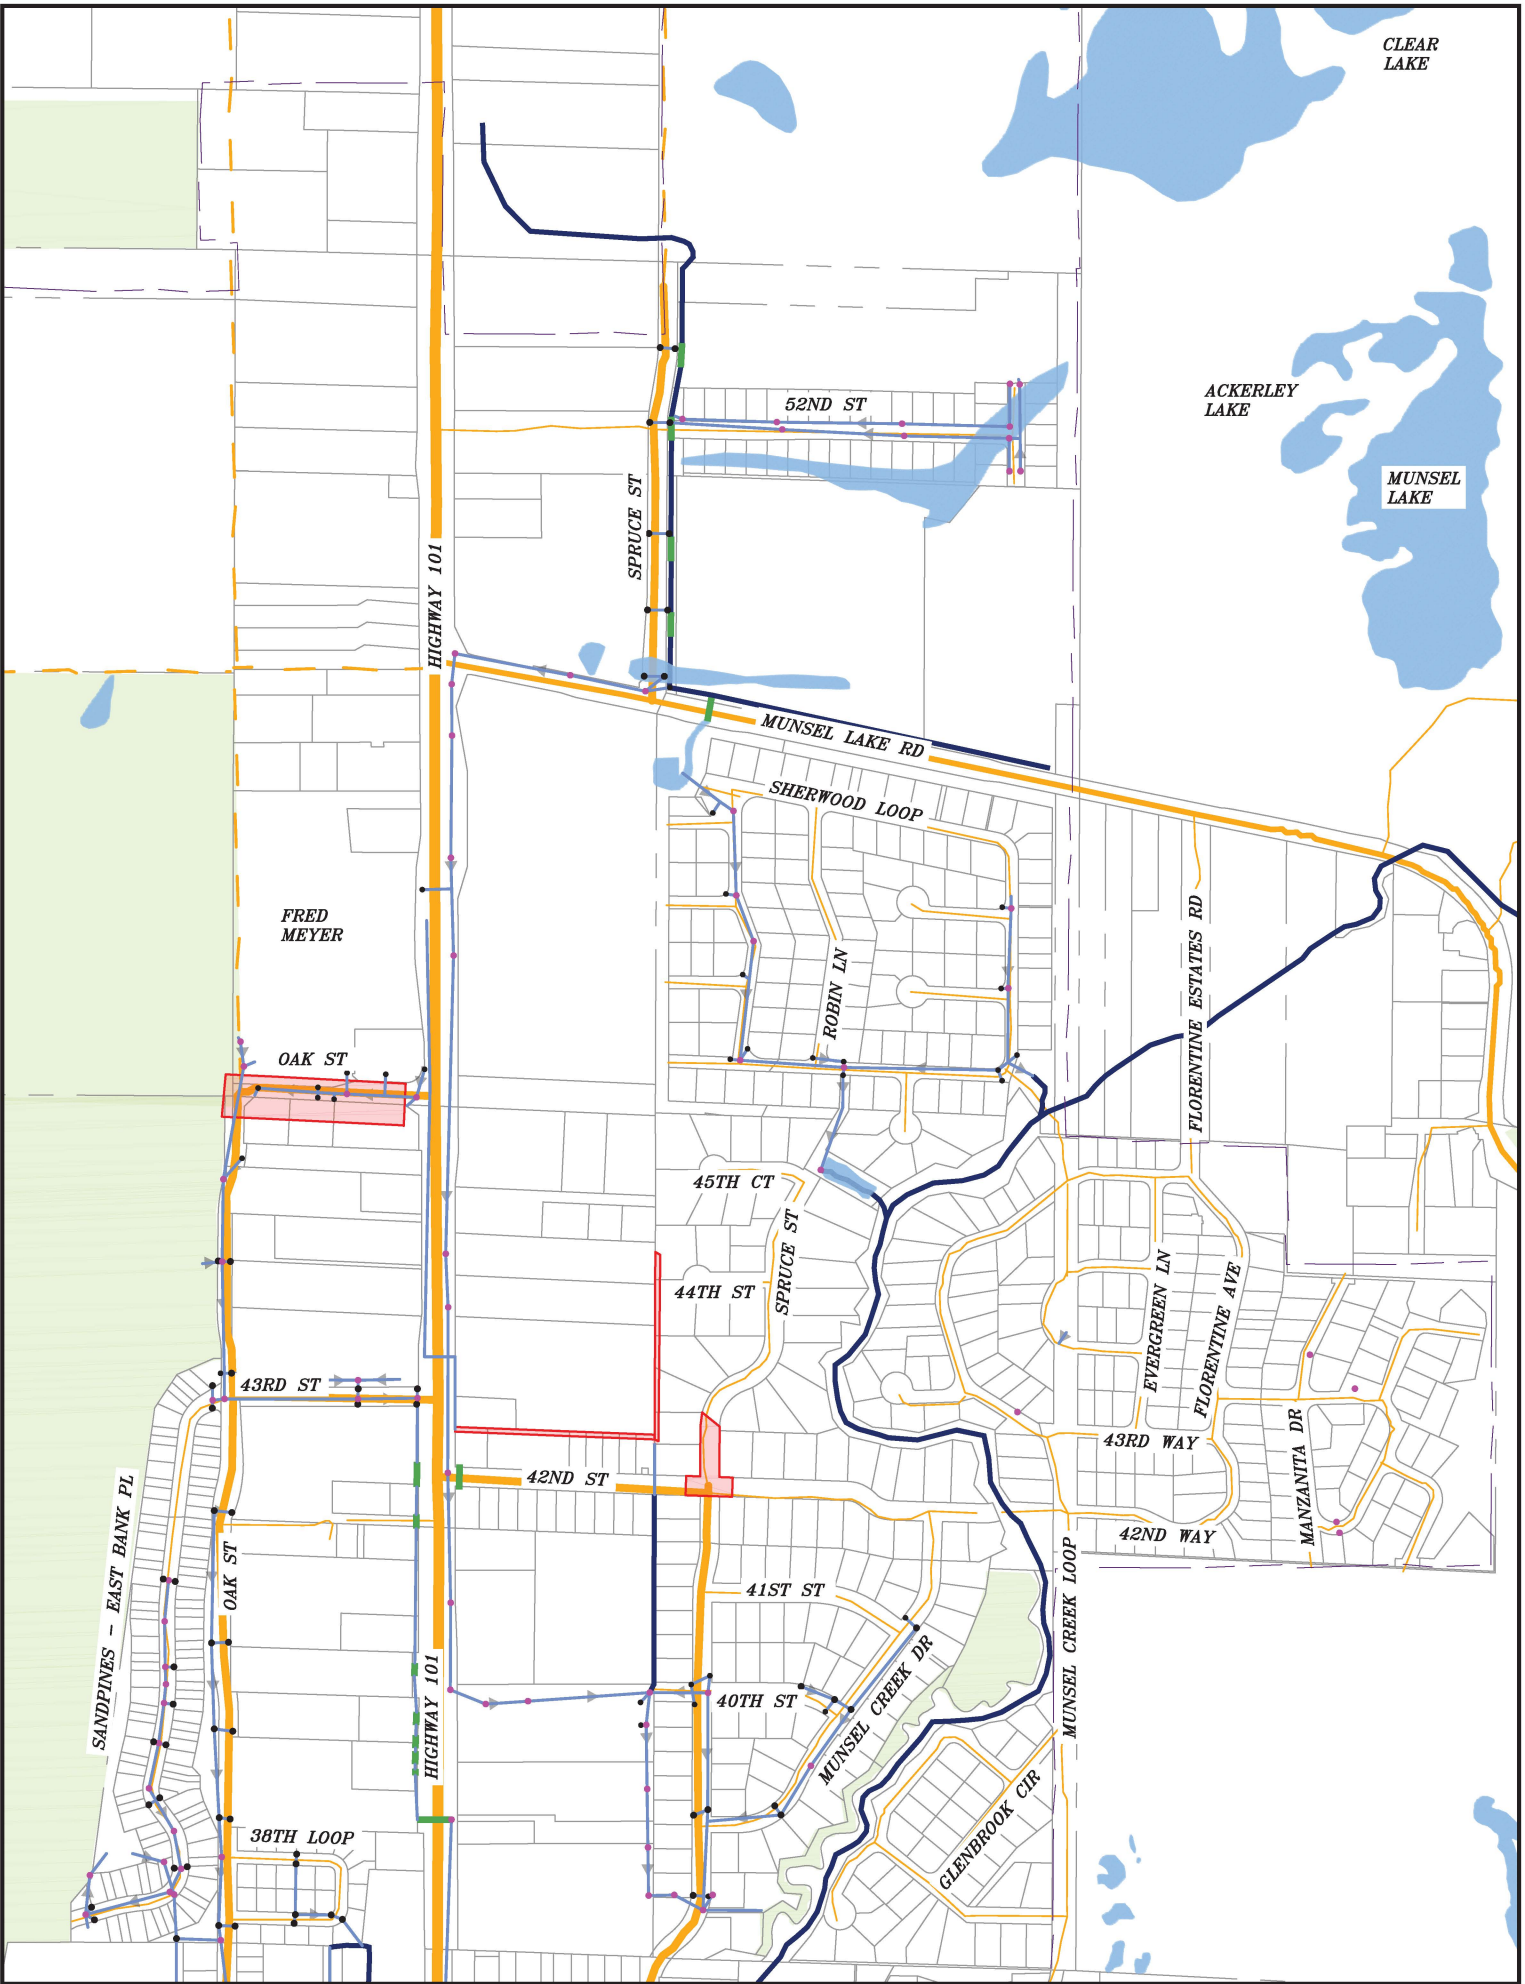 CLEAR
LAKE
52ND ST
ACKERLEY
LAKE
MUNSEL
LAKE
SPRUCE ST
HIGHWAY 101
MUNSEL LAKE RD
SHERWOOD LOOP
FRED
MEYER
ROBIN LN
FLORENTINE ESTATES RD
OAK ST
45TH CT
SPRUCE ST
44TH ST
EVERGREEN LN
FLORENTINE AVE
43RD ST
43RD WAY
MANZANITA DR
42ND ST
42ND WAY
SANDPINES - EAST BANK PL
OAK ST
41ST ST
MUNSEL CREEK LOOP
HIGHWAY 101
40TH ST
MUNSEL CREEK DR
GLENBROOK CIR
38TH LOOP